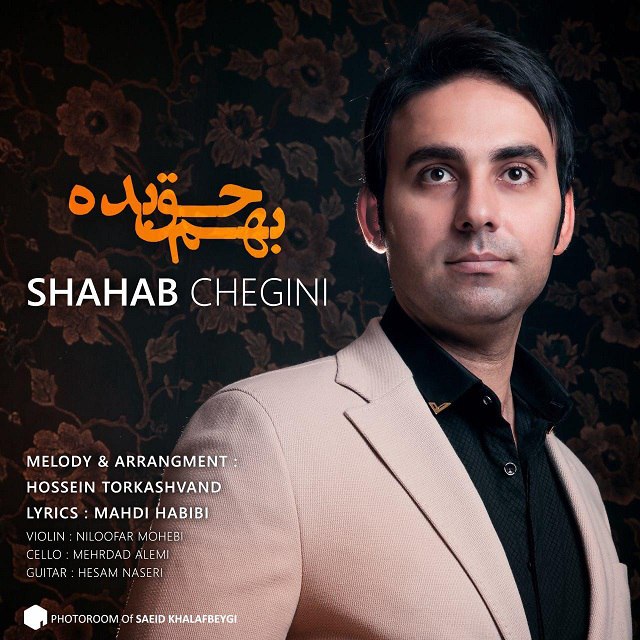 بهم حق بده
SHAHAB CHEGINI
MELODY & ARRANGMENT :
HOSSEIN TORKASHVAND
LYRICS : MAHDI HABIBI
VIOLIN : NILOOFAR MOHEBI
CELLO : MEHRDAD ALEMI
GUITAR : HESAM NASERI
PHOTOROOM Of SAEID KHALAFBEYGI